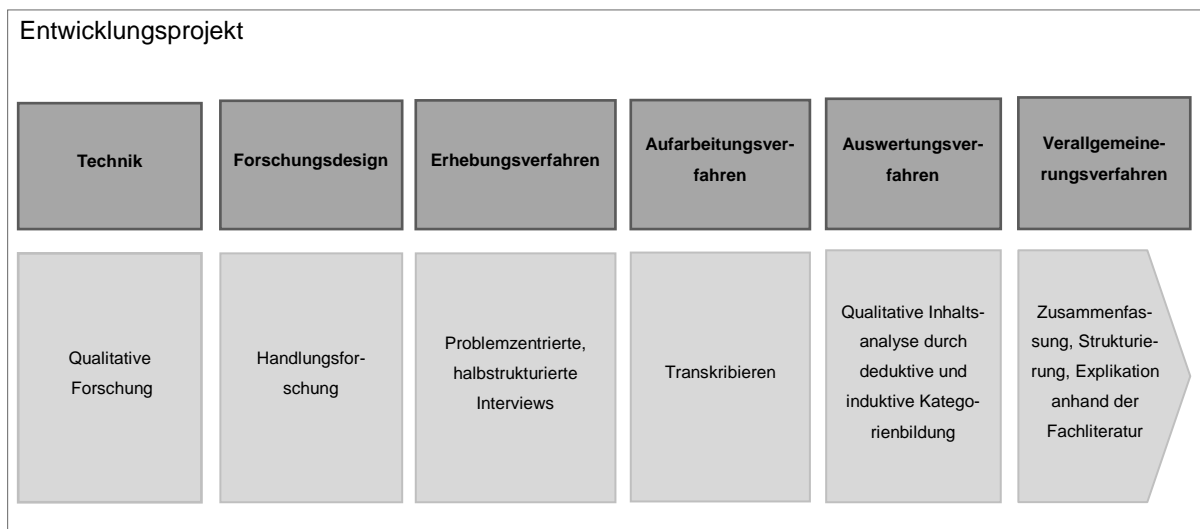 Entwicklungsprojekt
Technik
Forschungsdesign
Erhebungsverfahren
Aufarbeitungsver-
fahren
Auswertungsver-
fahren
Verallgemeine-
rungsverfahren
Qualitative
Forschung
Handlungsfor-
schung
Problemzentrierte,
halbstrukturierte
Interviews
Transkribieren
Qualitative Inhalts-
analyse durch
deduktive und
induktive Katego-
rienbildung
Zusammenfas-
sung, Strukturie-
rung, Explikation
anhand der
Fachliteratur